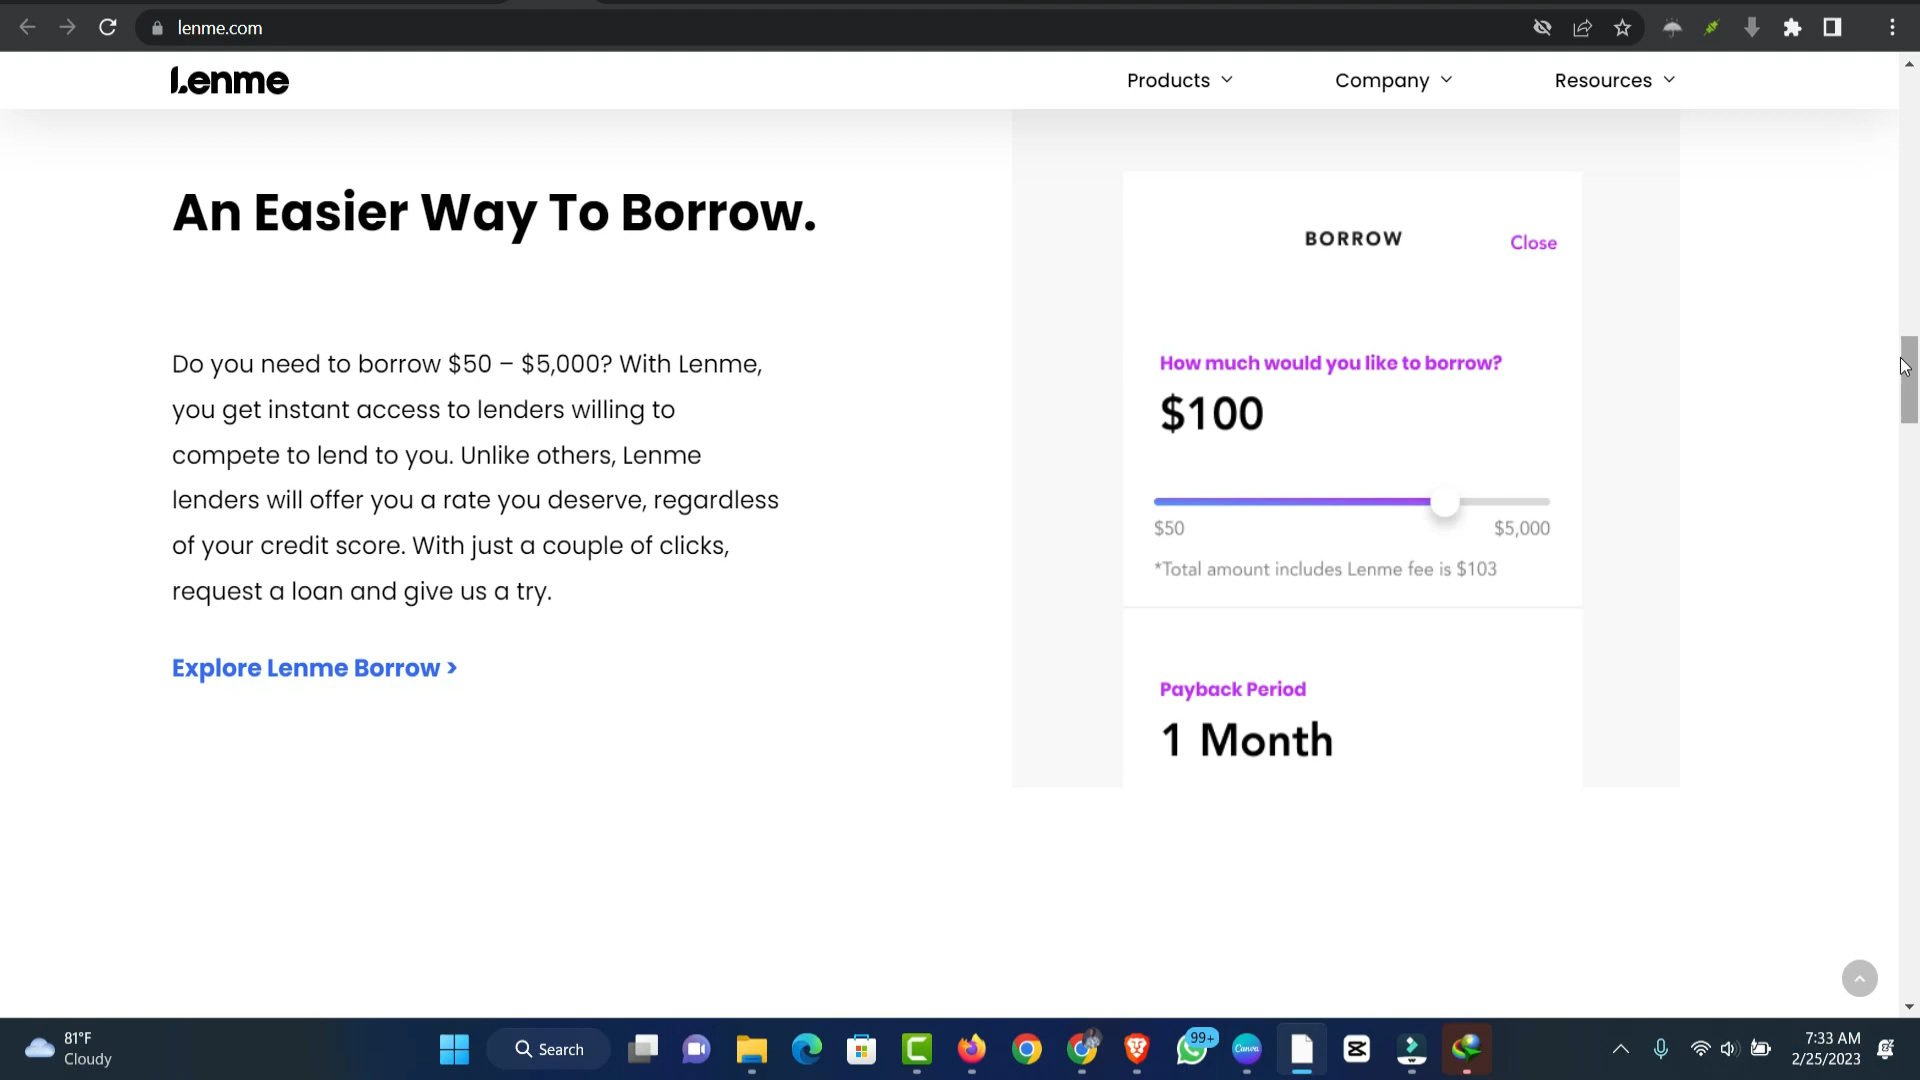 lenme.com
Lenme
Products
Company
Resources
An Easier Way To Borrow.
Do you need to borrow $50 – $5,000? With Lenme,
you get instant access to lenders willing to
compete to lend to you. Unlike others, Lenme
lenders will offer you a rate you deserve, regardless
of your credit score. With just a couple of clicks,
request a loan and give us a try.
Explore Lenme Borrow >
BORROW
Close
How much would you like to borrow?
$100
$50
$5,000
*Total amount includes Lenme fee is $103
Payback Period
1 Month
81°F
Cloudy
Search
99+
Canva
7:33 AM
2/25/2023